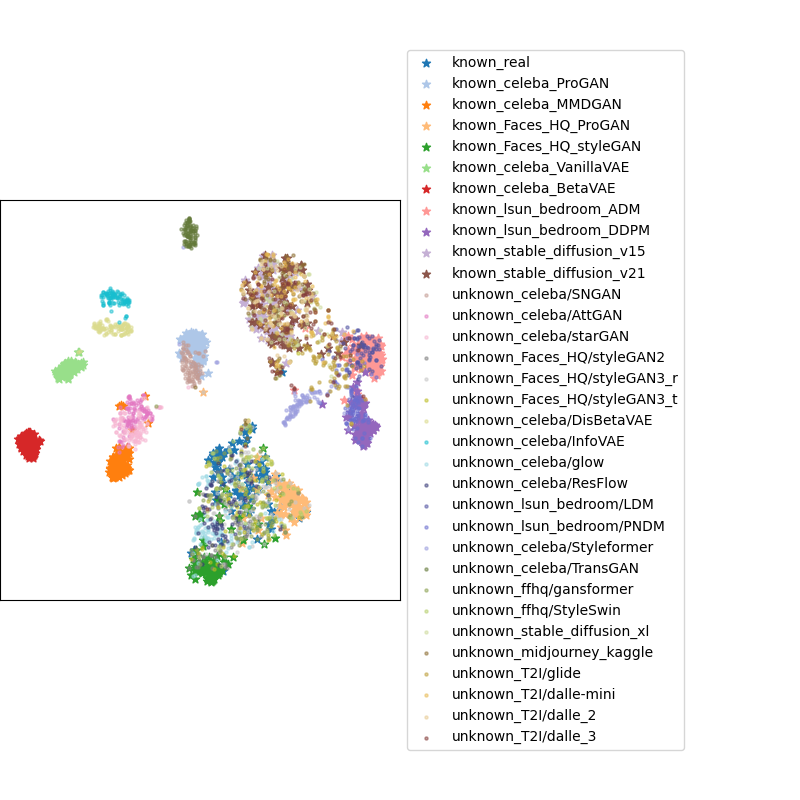 known_real
known_celeba_ProGAN
known_celeba_MMDGAN
known_Faces_HQ_ProGAN
known_Faces_HQ_styleGAN
known_celeba_VanillaVAE
known_celeba_BetaVAE
known_lsun_bedroom_ADM
known_lsun_bedroom_DDPM
known_stable_diffusion_v15
known_stable_diffusion_v21
unknown_celeba/SNGAN
unknown_celeba/AttGAN
unknown_celeba/starGAN
unknown_Faces_HQ/styleGAN2
unknown_Faces_HQ/styleGAN3_r
unknown_Faces_HQ/styleGAN3_t
unknown_celeba/DisBetaVAE
unknown_celeba/InfoVAE
unknown_celeba/glow
unknown_celeba/ResFlow
unknown_lsun_bedroom/LDM
unknown_lsun_bedroom/PNDM
unknown_celeba/Styleformer
unknown_celeba/TransGAN
unknown_ffhq/gansformer
unknown_ffhq/StyleSwin
unknown_stable_diffusion_xl
unknown_midjourney_kaggle
unknown_T2I/glide
unknown_T2I/dalle-mini
unknown_T2I/dalle_2
unknown_T2I/dalle_3